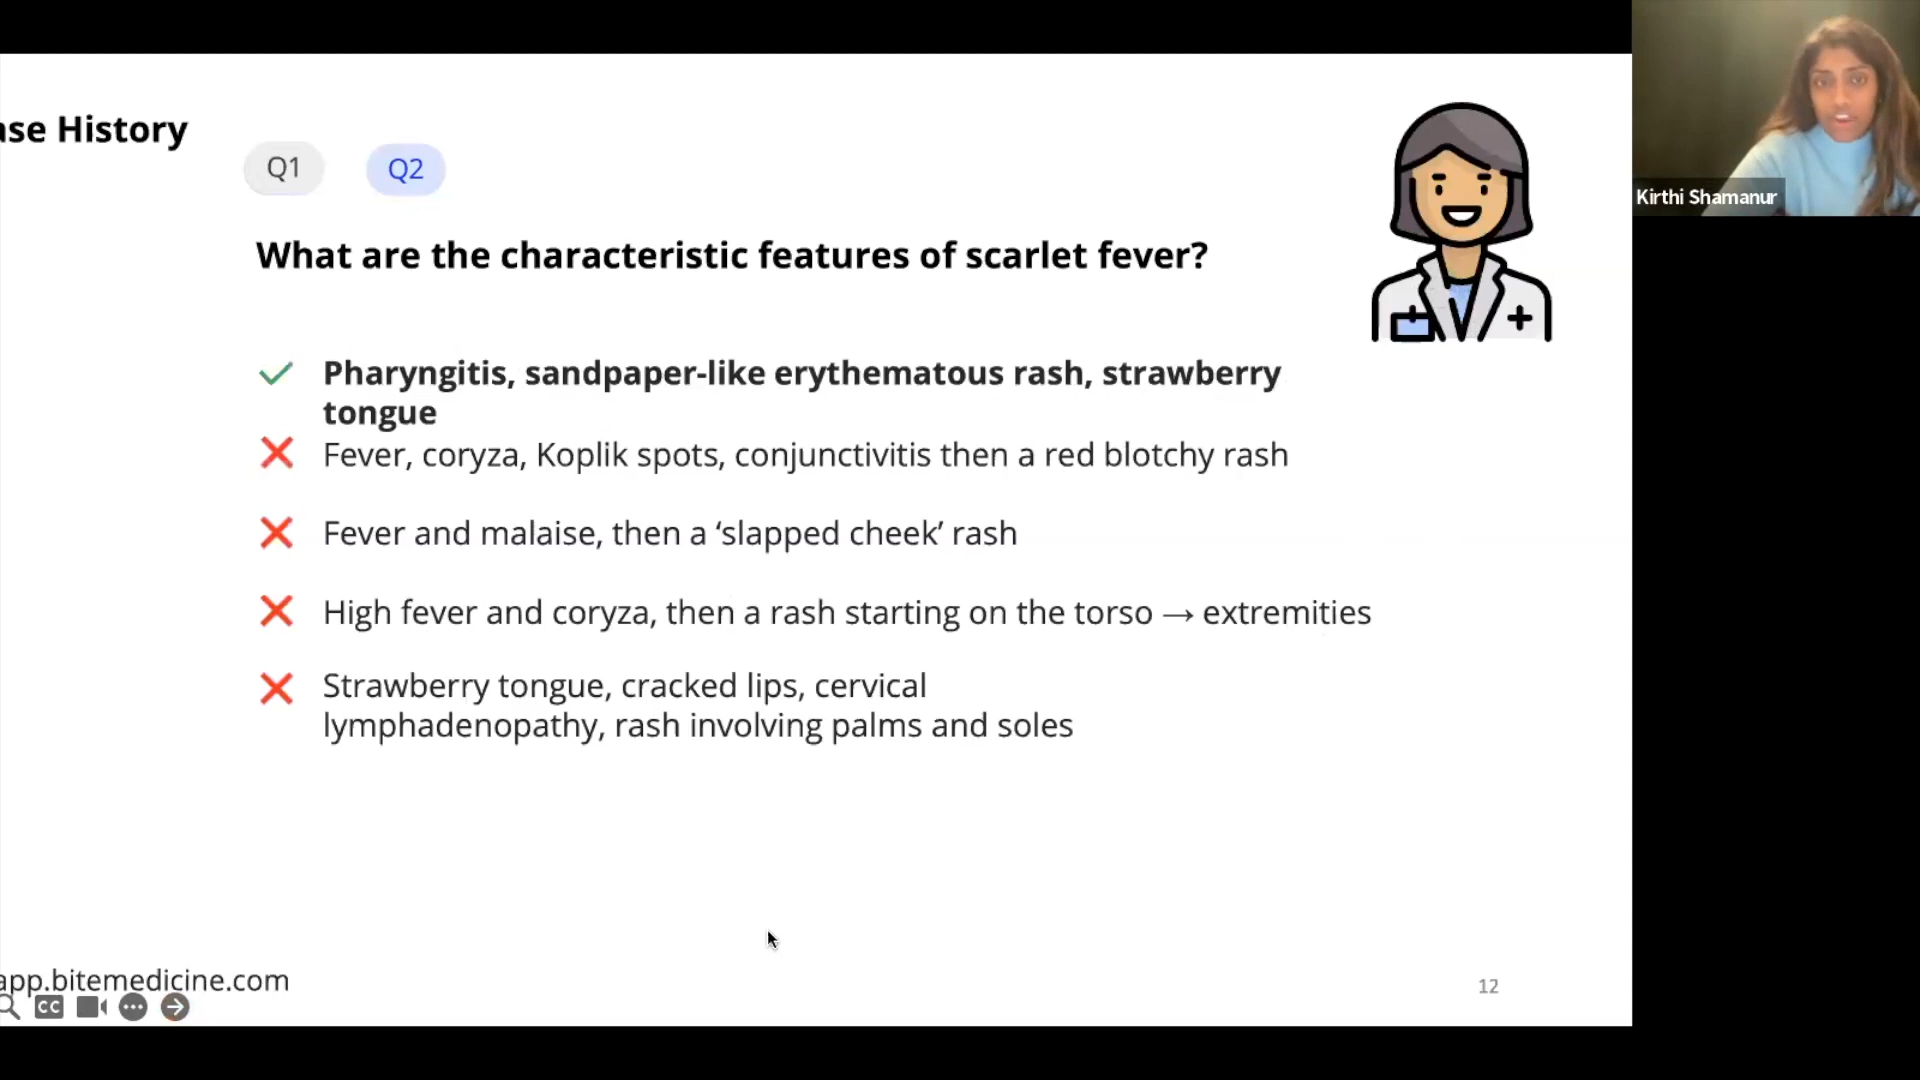 ase History
Q1
Q2
Kirthi Shamanur
What are the characteristic features of scarlet fever?
Pharyngitis, sandpaper-like erythematous rash, strawberry
tongue
Fever, coryza, Koplik spots, conjunctivitis then a red blotchy rash
Fever and malaise, then a ‘slapped cheek’ rash
High fever and coryza, then a rash starting on the torso → extremities
Strawberry tongue, cracked lips, cervical
lymphadenopathy, rash involving palms and soles
app.bitemedicine.com
12
CC